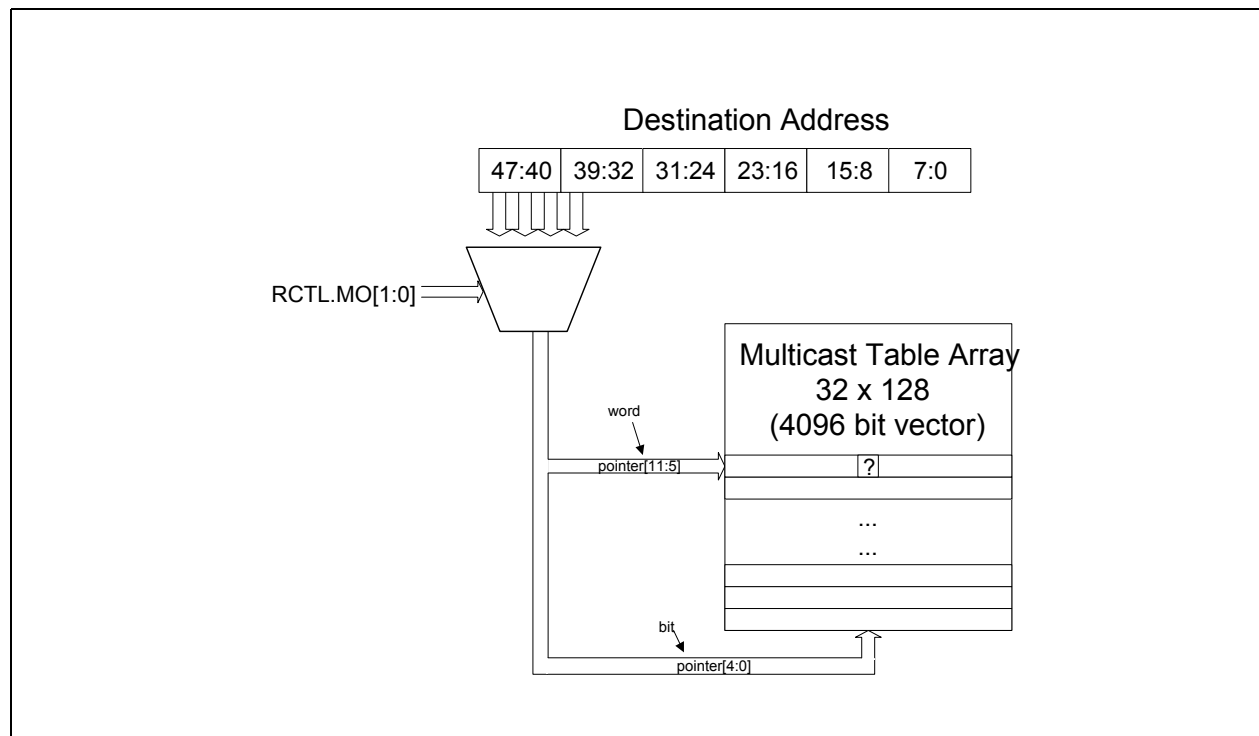 Destination Address
47:40 39:32 31:24 23:16 15:8 7:0
RCTL.MO[1:0]
Multicast Table Array
32 x 128
(4096 bit vector)
word
pointer[11:5]
?
...
...
bit
pointer[4:0]